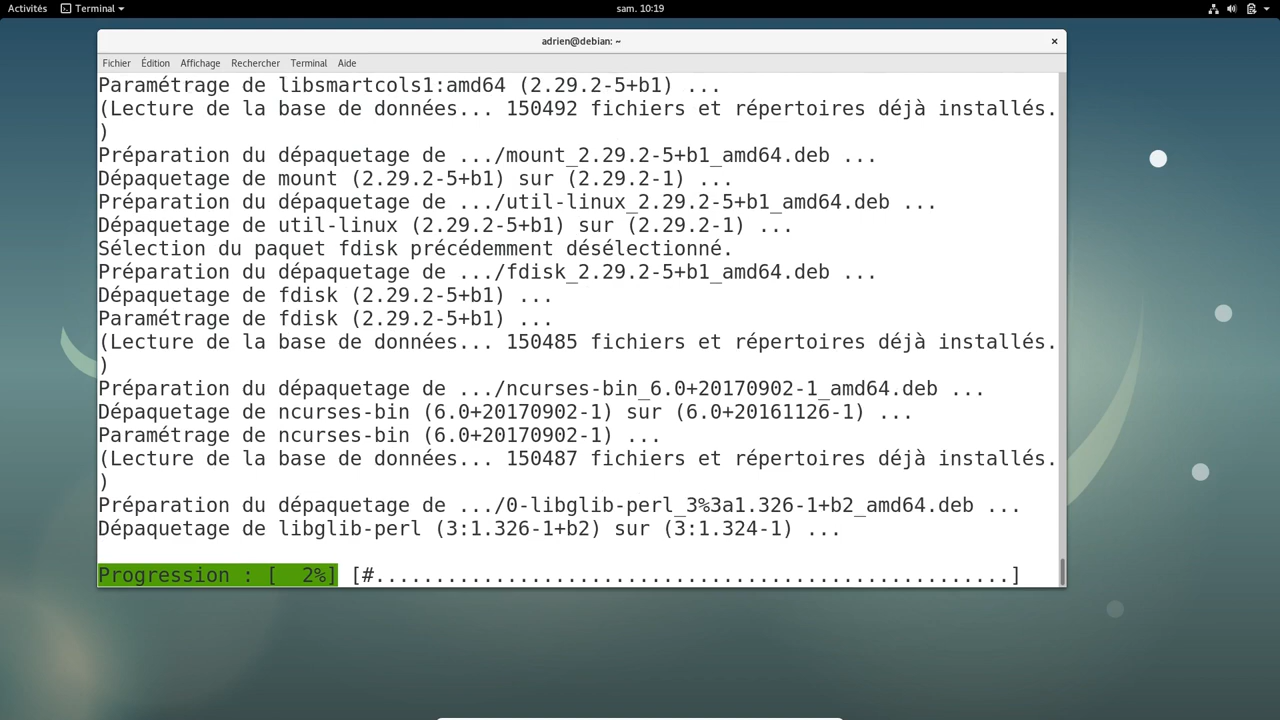 Activités Terminal sam. 10:19
adrien@debian: ~ ×
Fichier Édition Affichage Rechercher Terminal Aide
Paramétrage de libsmartcols1:amd64 (2.29.2-5+b1) ...
(Lecture de la base de données... 150492 fichiers et répertoires déjà installés.
)
Préparation du dépaquetage de .../mount_2.29.2-5+b1_amd64.deb ...
Dépaquetage de mount (2.29.2-5+b1) sur (2.29.2-1) ...
Préparation du dépaquetage de .../util-linux_2.29.2-5+b1_amd64.deb ...
Dépaquetage de util-linux (2.29.2-5+b1) sur (2.29.2-1) ...
Sélection du paquet fdisk précédemment désélectionné.
Préparation du dépaquetage de .../fdisk_2.29.2-5+b1_amd64.deb ...
Dépaquetage de fdisk (2.29.2-5+b1) ...
Paramétrage de fdisk (2.29.2-5+b1) ...
(Lecture de la base de données... 150485 fichiers et répertoires déjà installés.
)
Préparation du dépaquetage de .../ncurses-bin_6.0+20170902-1_amd64.deb ...
Dépaquetage de ncurses-bin (6.0+20170902-1) sur (6.0+20161126-1) ...
Paramétrage de ncurses-bin (6.0+20170902-1) ...
(Lecture de la base de données... 150487 fichiers et répertoires déjà installés.
)
Préparation du dépaquetage de .../0-libglib-perl_3%3a1.326-1+b2_amd64.deb ...
Dépaquetage de libglib-perl (3:1.326-1+b2) sur (3:1.324-1) ...
Progression : [  2%] [#.....................................................]